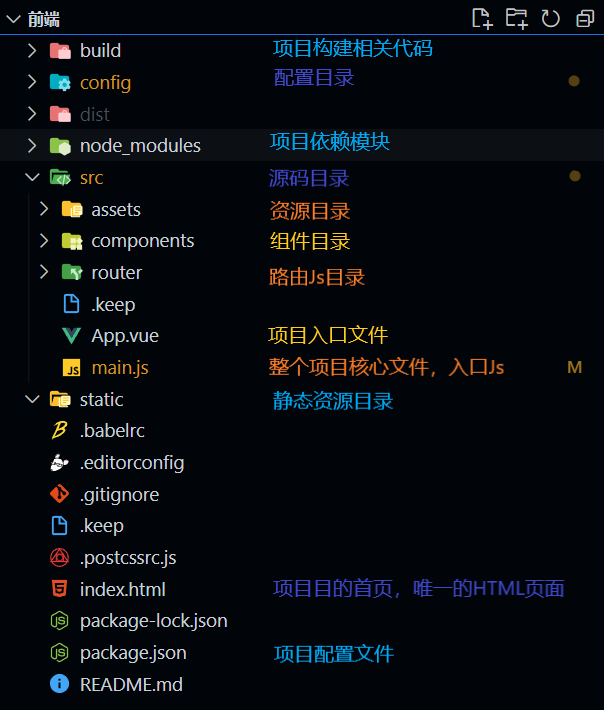 前端
build 项目构建相关代码
config 配置目录
dist
node_modules 项目依赖模块
src 源码目录
assets 资源目录
components 组件目录
router 路由Js目录
.keep
App.vue 项目入口文件
main.js 整个项目核心文件，入口Js M
static 静态资源目录
.babelrc
.editorconfig
.gitignore
.keep
.postcssrc.js
index.html 项目目的首页，唯一的HTML页面
package-lock.json
package.json 项目配置文件
README.md